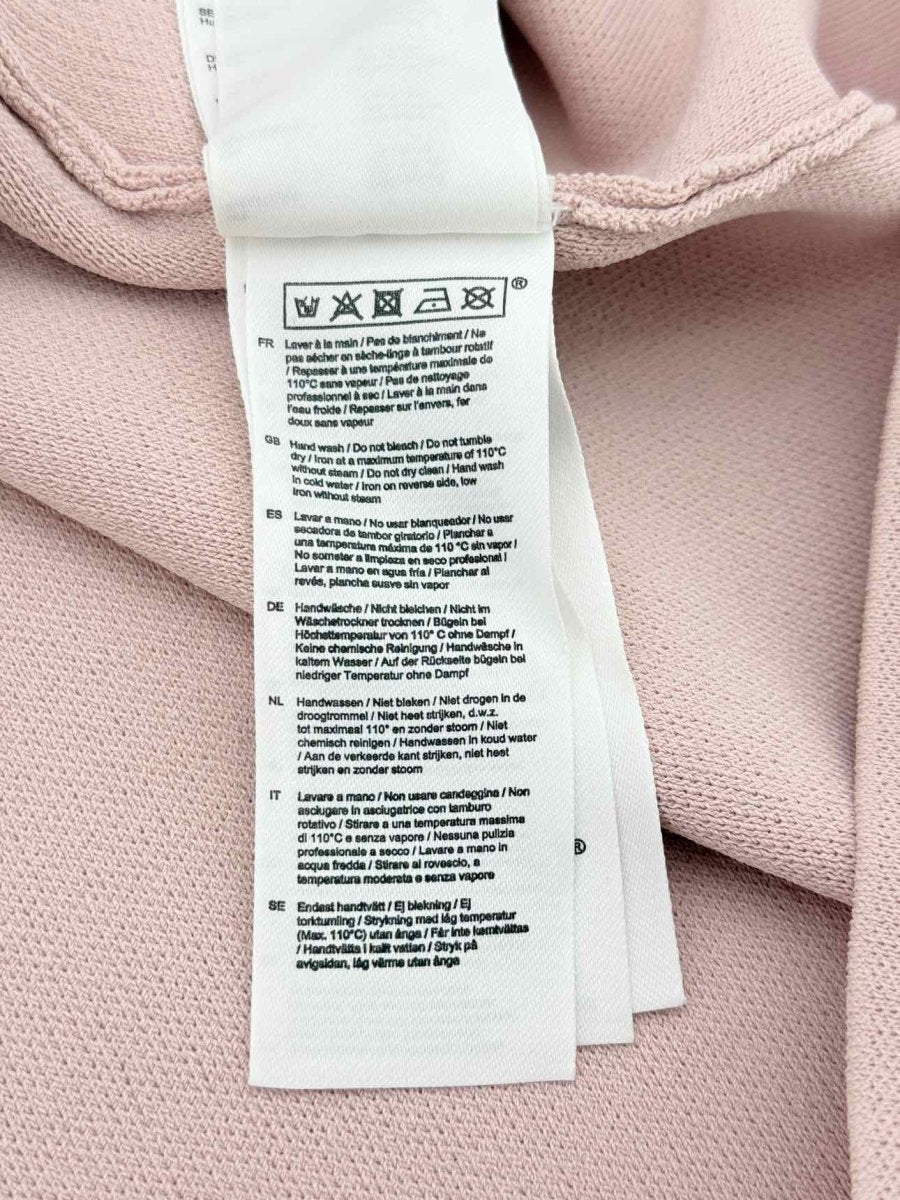 SE
D
H
®
FR Laver à la main / Pas de blanchiment / Ne
pas sécher en sèche-linge à tambour rotatif
/ Repasser à une température maximale de
110°C sans vapeur / Pas de nettoyage
professionnel à sec / Laver à la main dans
l'eau froide / Repasser sur l'envers, fer
doux sans vapeur
GB Hand wash / Do not bleach / Do not tumble
dry / Iron at a maximum temperature of 110°C
without steam / Do not dry clean / Hand wash
in cold water / Iron on reverse side, low
iron without steam
ES Lavar a mano / No usar blanqueador / No usar
secadora de tambor giratorio / Planchar a
una temperatura máxima de 110 °C sin vapor /
No someter a limpieza en seco profesional /
Lavar a mano en agua fría / Planchar al
revés, plancha suave sin vapor
DE Handwäsche / Nicht bleichen / Nicht im
Wäschetrockner trocknen / Bügeln bei
Höchsttemperatur von 110° C ohne Dampf /
Keine chemische Reinigung / Handwäsche in
kaltem Wasser / Auf der Rückseite bügeln bei
niedriger Temperatur ohne Dampf
NL Handwassen / Niet bleken / Niet drogen in de
droogtrommel / Niet heet strijken, d.w.z.
tot maximaal 110° en zonder stoom / Niet
chemisch reinigen / Handwassen in koud water
/ Aan de verkeerde kant strijken, niet heet
strijken en zonder stoom
IT Lavare a mano / Non usare candeggina / Non
asciugare in asciugatrice con tamburo
rotativo / Stirare a una temperatura massima
di 110°C e senza vapore / Nessuna pulizia
professionale a secco / Lavare a mano in
acqua fredda / Stirare al rovescio, a
temperatura moderata e senza vapore
®
SE Endast handtvätt / Ej blekning / Ej
torktumling / Strykning med låg temperatur
(Max. 110°C) utan ånga / Får inte kemtvättas
/ Handtvätta i kallt vatten / Stryk på
avigsidan, låg värme utan ånga